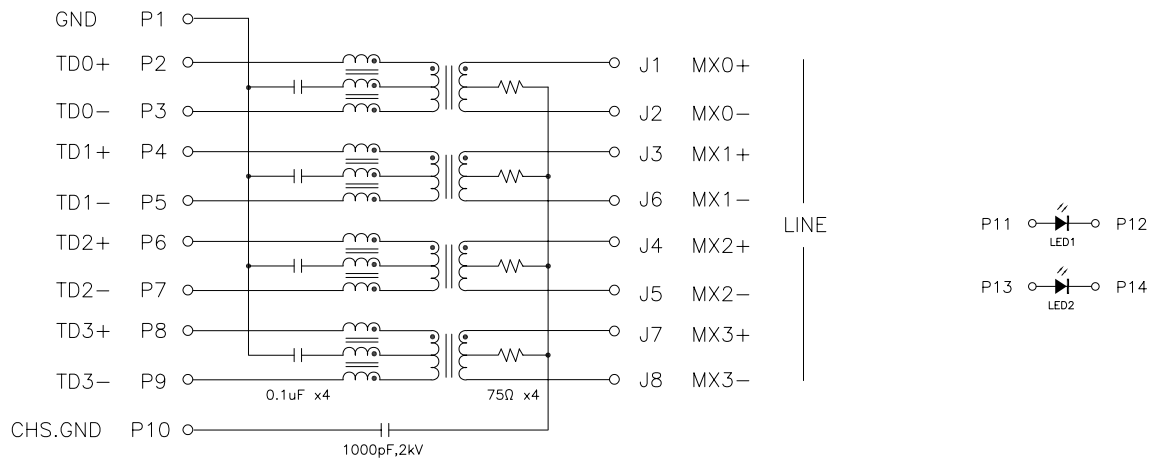 GND P1
TD0+ P2 J1 MX0+
TD0− P3 J2 MX0−
TD1+ P4 J3 MX1+
TD1− P5 J6 MX1−
LINE
P11 P12
LED1
TD2+ P6 J4 MX2+
TD2− P7 J5 MX2−
P13 P14
LED2
TD3+ P8 J7 MX3+
TD3− P9 J8 MX3−
0.1uF x4 75Ω x4
CHS.GND P10
1000pF,2kV